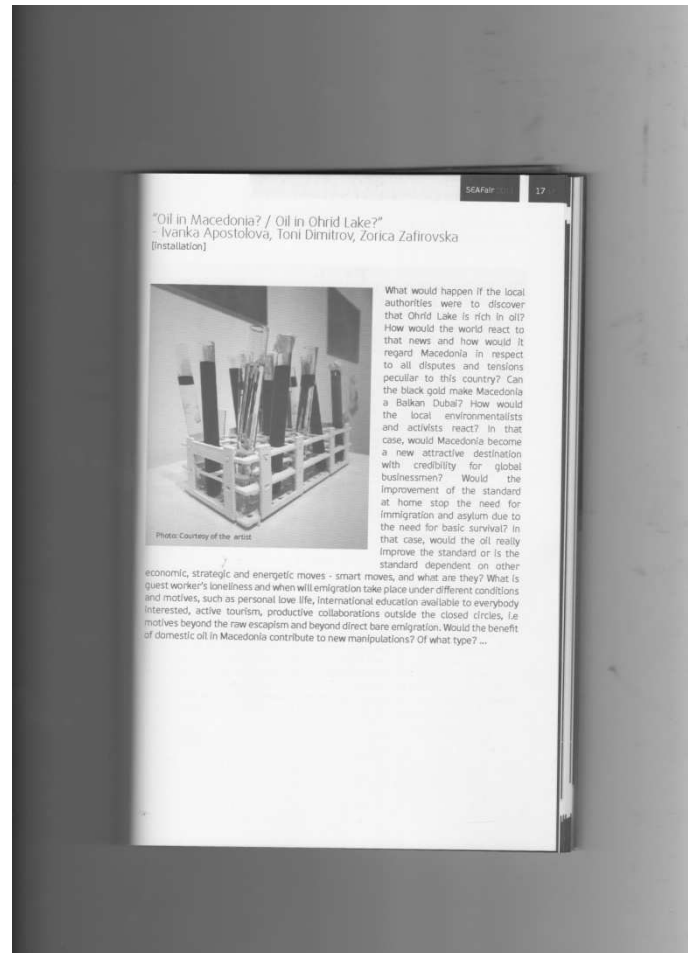 SEAFair
17
"Oil in Macedonia? / Oil in Ohrid Lake?"
- Ivanka Apostolova, Toni Dimitrov, Zorica Zafirovska
[installation]
What would happen if the local
authorities were to discover
that Ohrid Lake is rich in oil?
How would the world react to
that news and how would it
regard Macedonia in respect
to all disputes and tensions
peculiar to this country? Can
the black gold make Macedonia
a Balkan Dubai? How would
the local environmentalists
and activists react? In that
case, would Macedonia become
a new attractive destination
with credibility for global
businessmen? Would the
improvement of the standard
at home stop the need for
immigration and asylum due to
the need for basic survival? In
that case, would the oil really
improve the standard or is the
standard dependent on other
Photo: Courtesy of the artist
economic, strategic and energetic moves - smart moves, and what are they? What is
guest worker's loneliness and when will emigration take place under different conditions
and motives, such as personal love life, international education available to everybody
interested, active tourism, productive collaborations outside the closed circles, i.e
motives beyond the raw escapism and beyond direct bare emigration. Would the benefit
of domestic oil in Macedonia contribute to new manipulations? Of what type? ...